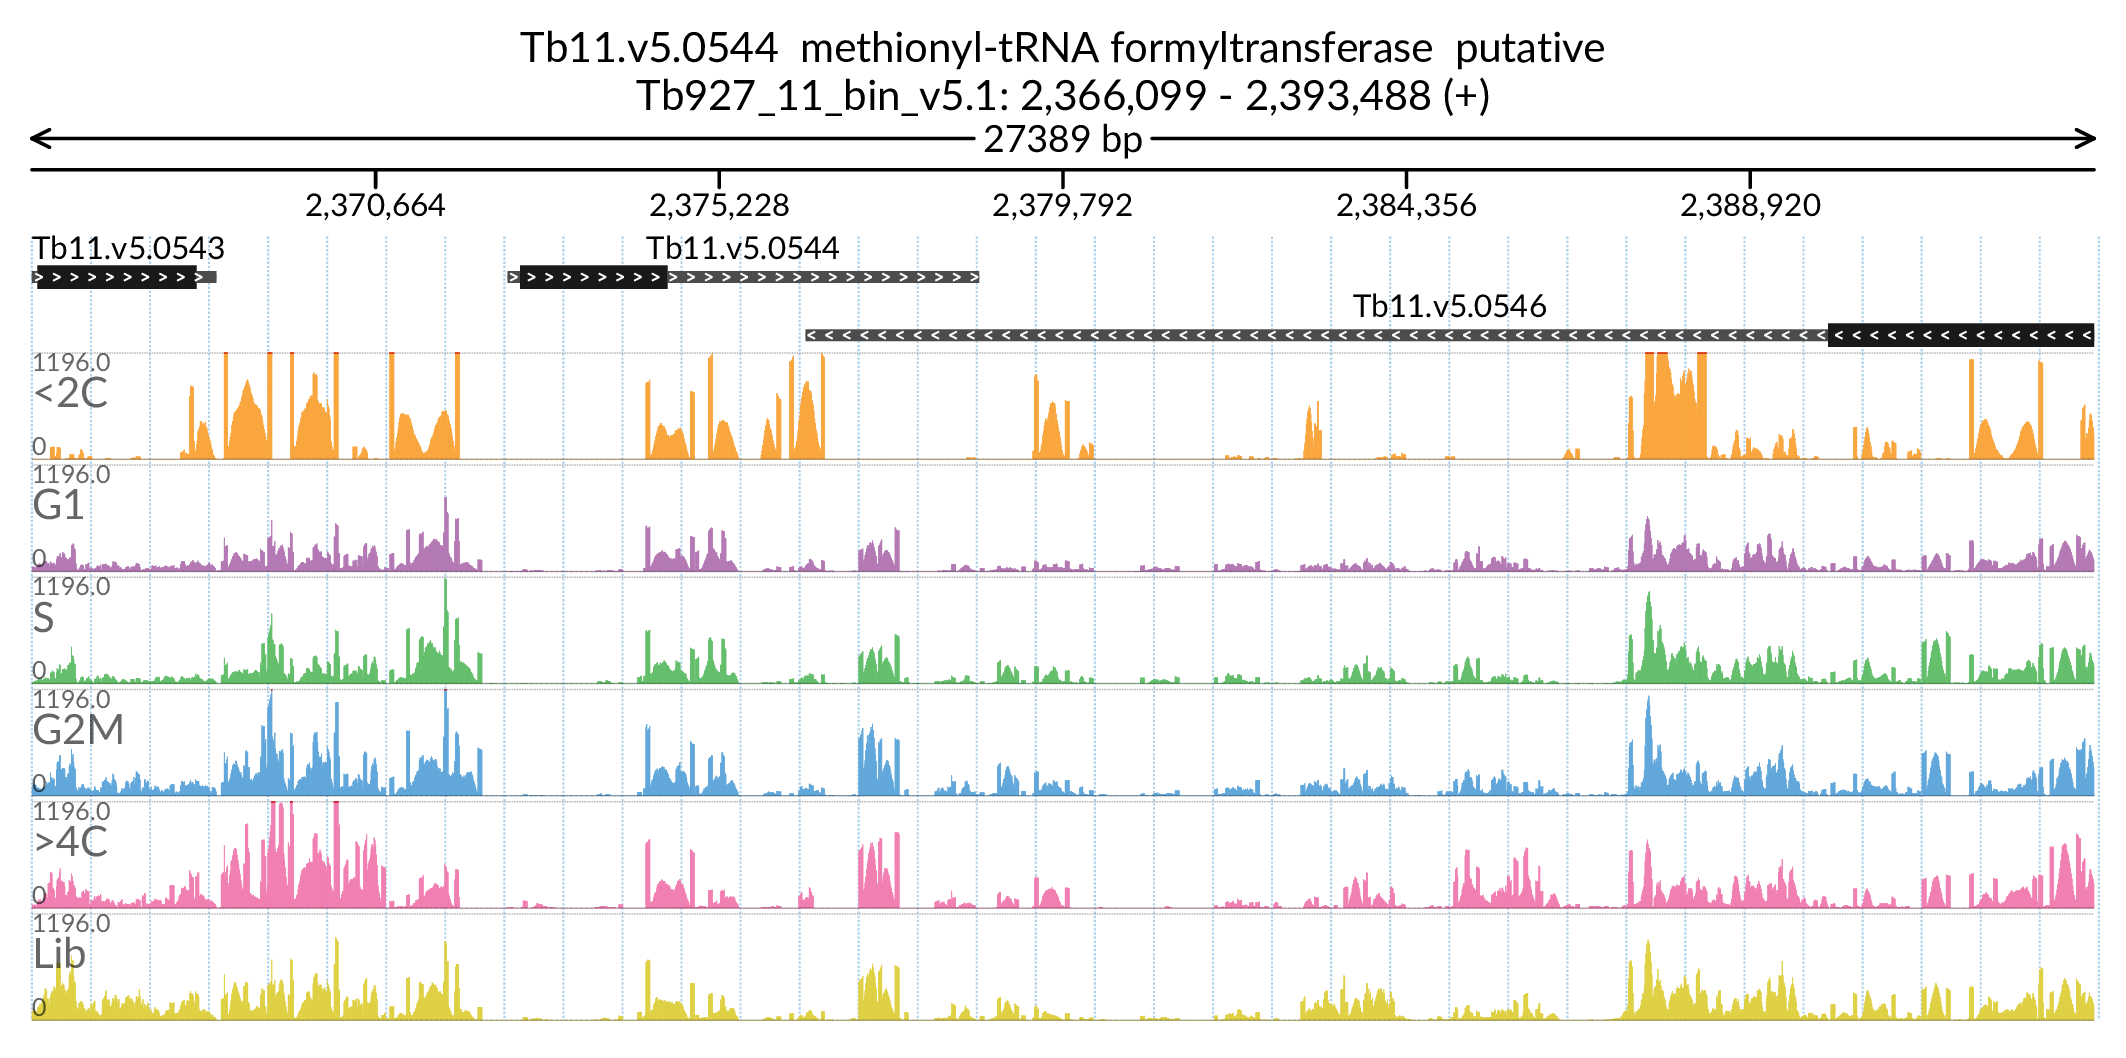 Tb11.v5.0544 methionyl-tRNA formyltransferase putative
Tb927_11_bin_v5.1: 2,366,099 - 2,393,488 (+)
27389 bp
2,370,664 2,375,228 2,379,792 2,384,356 2,388,920
Tb11.v5.0543 Tb11.v5.0544
Tb11.v5.0546
1196.0
<2C
0
1196.0
G1
0
1196.0
S
0
1196.0
G2M
0
1196.0
>4C
0
1196.0
Lib
0